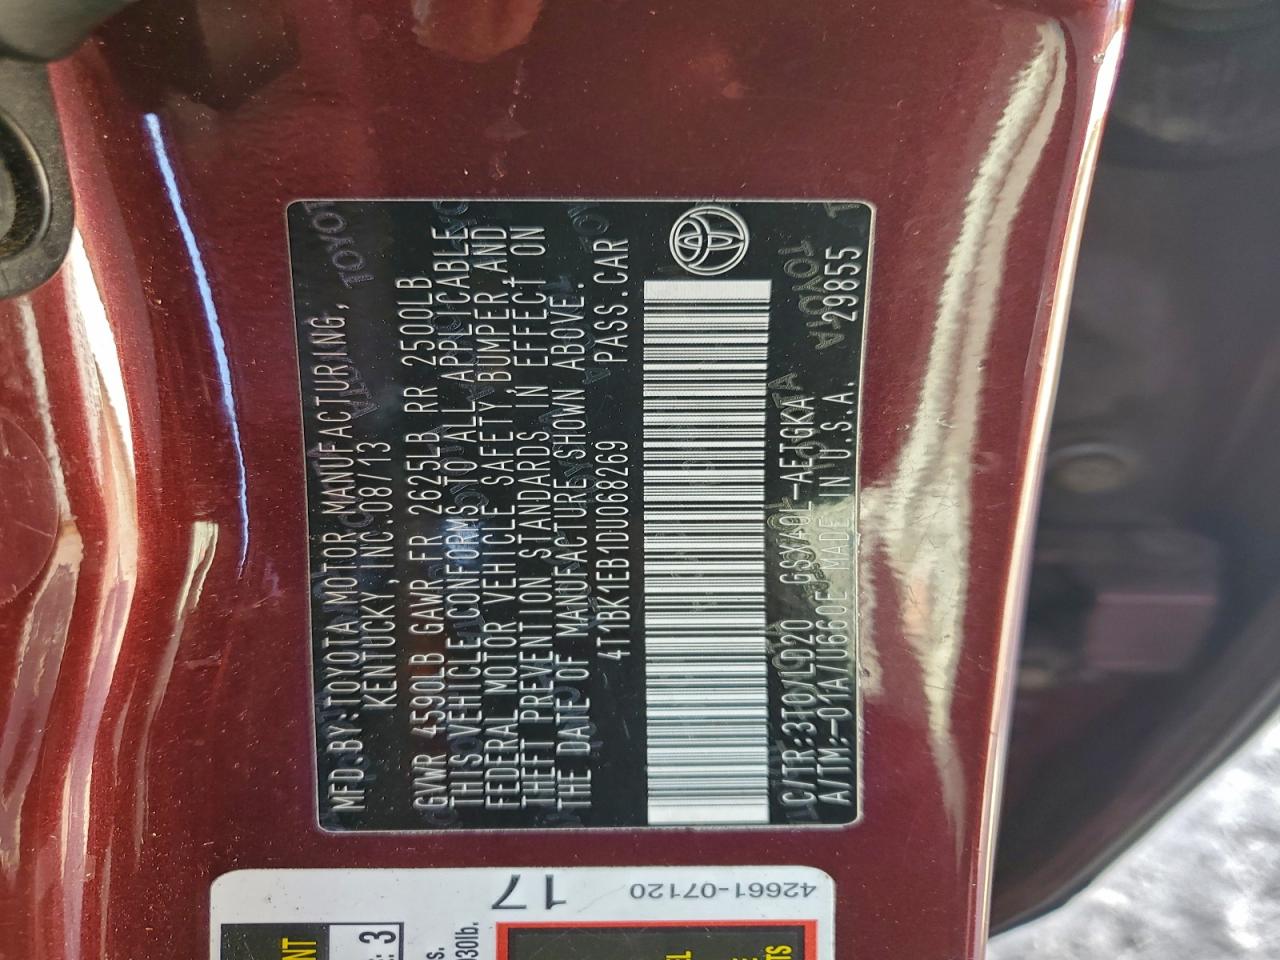 MFD.BY:TOYOTA MOTOR MANUFACTURING,
KENTUCKY, INC.08/13
GVWR 4590LB GAWR FR 2625LB RR 2500LB
THIS VEHICLE CONFORMS TO ALL APPLICABLE
FEDERAL MOTOR VEHICLE SAFETY, BUMPER, AND
THEFT PREVENTION STANDARDS IN EFFECT ON
THE DATE OF MANUFACTURE SHOWN ABOVE.
4T1BK1EB1DU068269 PASS.CAR
C/TR:3T0/LD20 GSX40L-AETGKA
A/TM:-01A/U660E MADE IN U.S.A. 29855
17
42661-07120
: 3